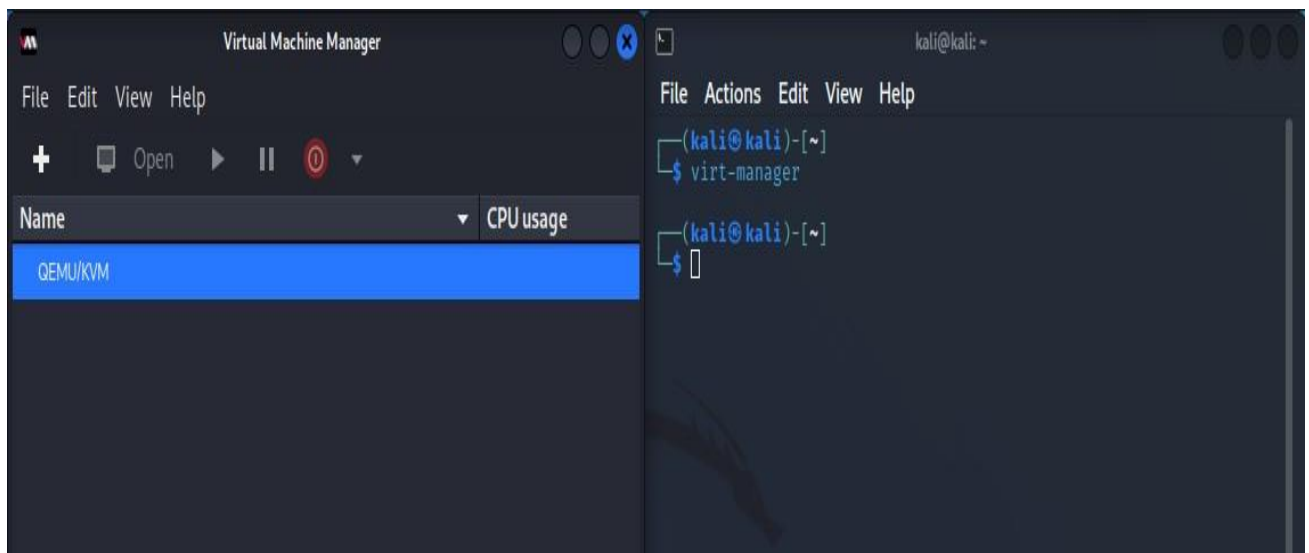 Virtual Machine Manager
File Edit View Help
Open
Name CPU usage
QEMU/KVM
kali@kali: ~
File Actions Edit View Help
┌──(kali㉿kali)-[~]
└─$ virt-manager
┌──(kali㉿kali)-[~]
└─$